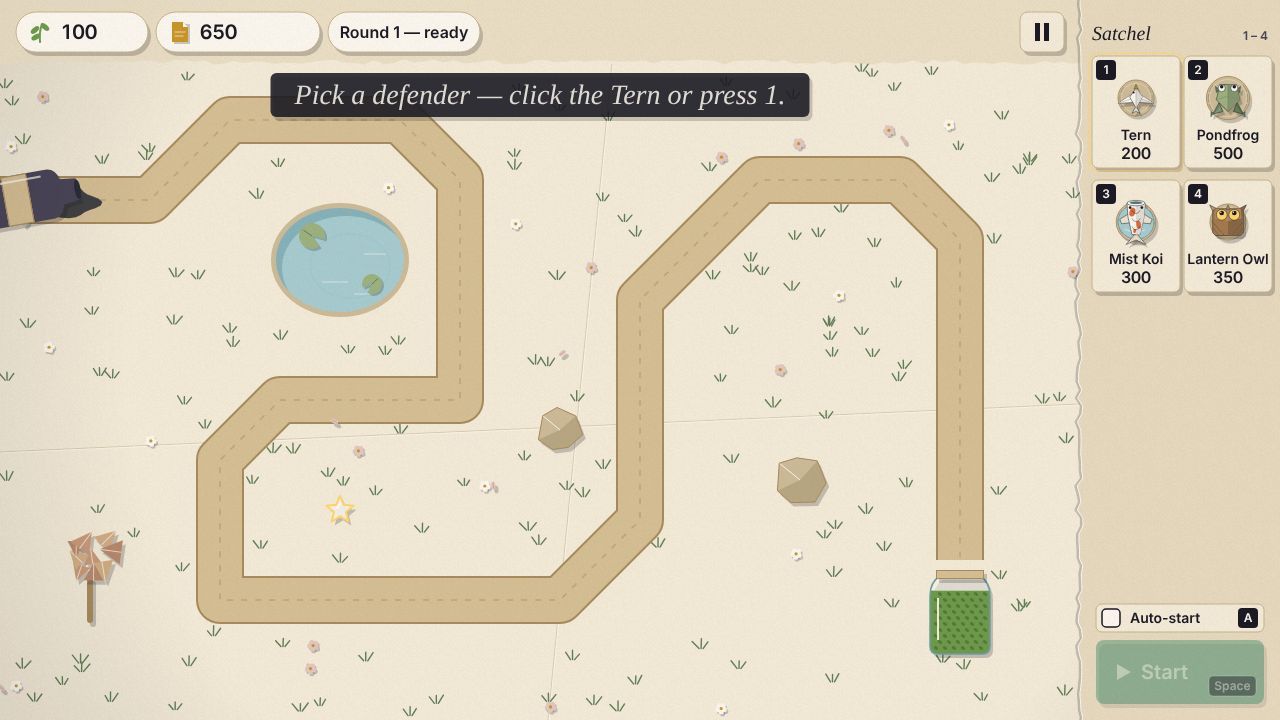 100
650
Round 1 — ready
Pick a defender — click the Tern or press 1.
Satchel
1 – 4
1
Tern
200
2
Pondfrog
500
3
Mist Koi
300
4
Lantern Owl
350
Auto-start
A
Start
Space